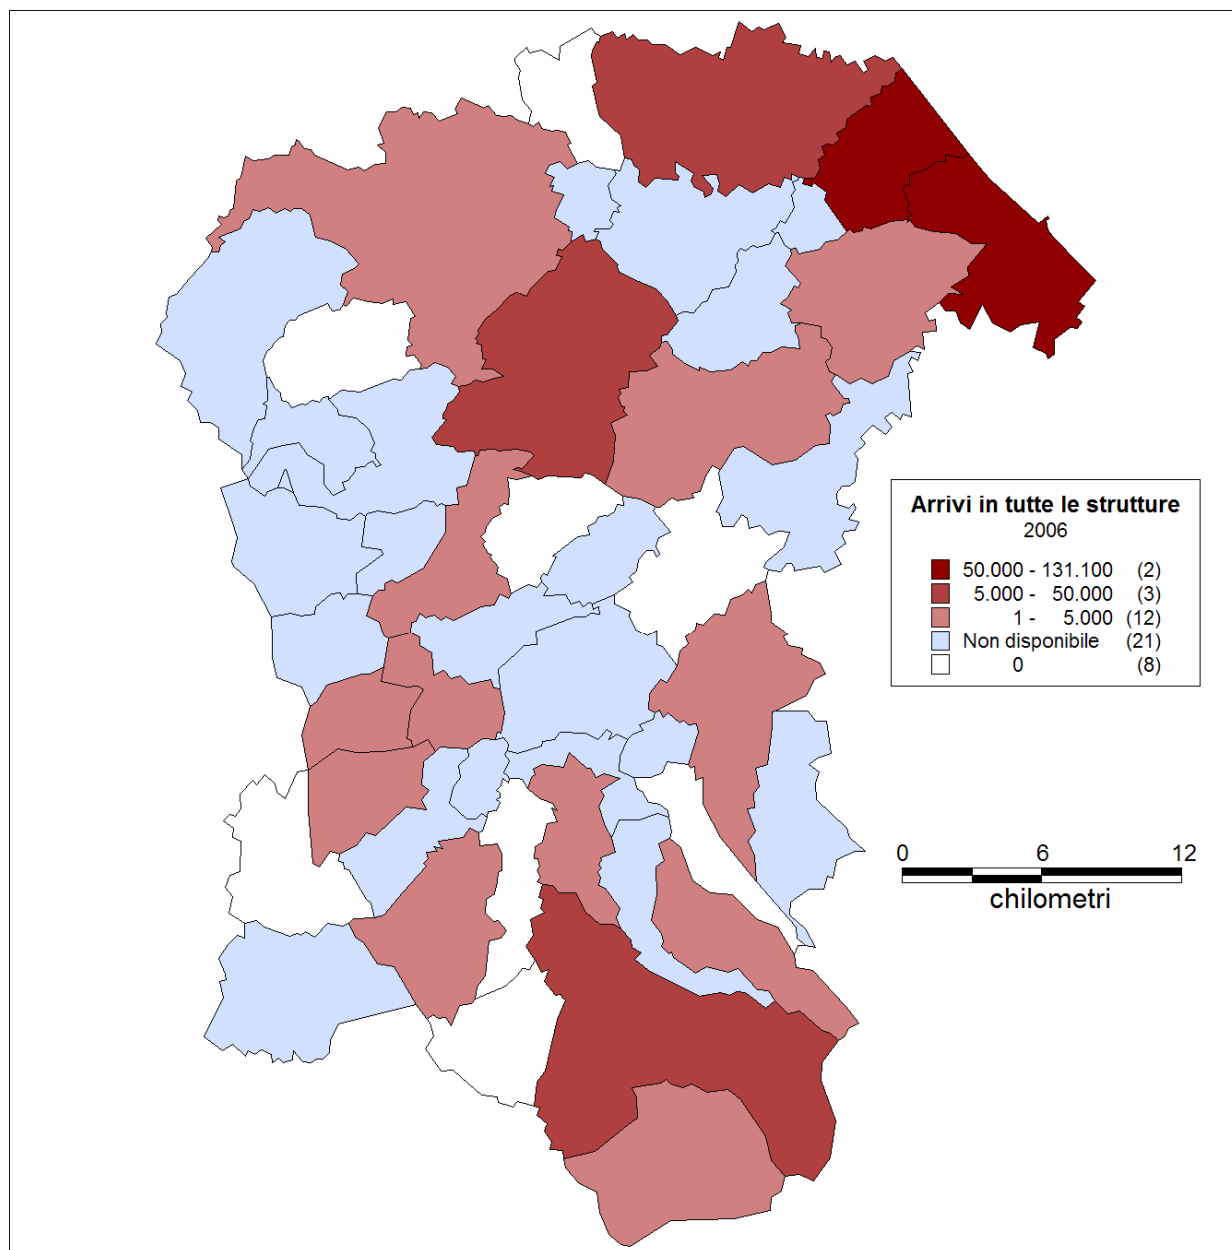 Arrivi in tutte le strutture
2006
50.000 - 131.100 (2)
5.000 - 50.000 (3)
1 - 5.000 (12)
Non disponibile (21)
0 (8)
0 6 12
chilometri